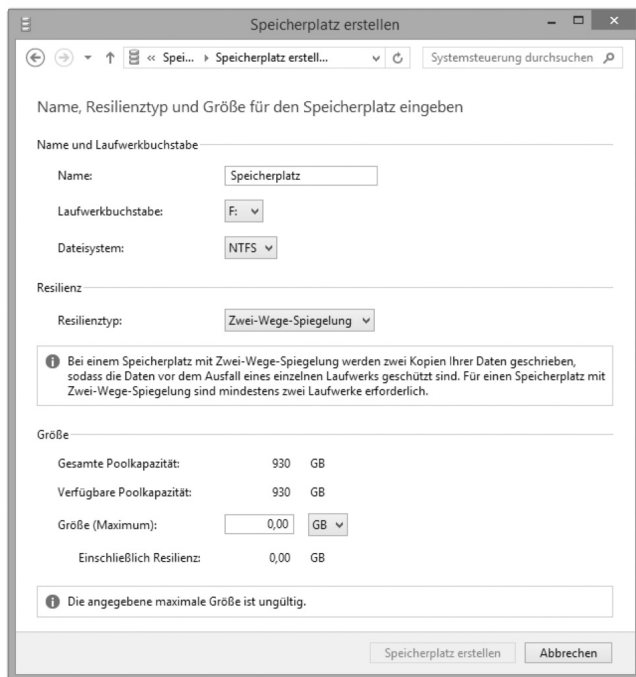 Speicherplatz erstellen
« Spei... Speicherplatz erstell... Systemsteuerung durchsuchen
Name, Resilienztyp und Größe für den Speicherplatz eingeben
Name und Laufwerkbuchstabe
Name: Speicherplatz
Laufwerkbuchstabe: F:
Dateisystem: NTFS
Resilienz
Resilienztyp: Zwei-Wege-Spiegelung
Bei einem Speicherplatz mit Zwei-Wege-Spiegelung werden zwei Kopien Ihrer Daten geschrieben,
sodass die Daten vor dem Ausfall eines einzelnen Laufwerks geschützt sind. Für einen Speicherplatz mit
Zwei-Wege-Spiegelung sind mindestens zwei Laufwerke erforderlich.
Größe
Gesamte Poolkapazität: 930 GB
Verfügbare Poolkapazität: 930 GB
Größe (Maximum): 0,00 GB
Einschließlich Resilienz: 0,00 GB
Die angegebene maximale Größe ist ungültig.
Speicherplatz erstellen Abbrechen